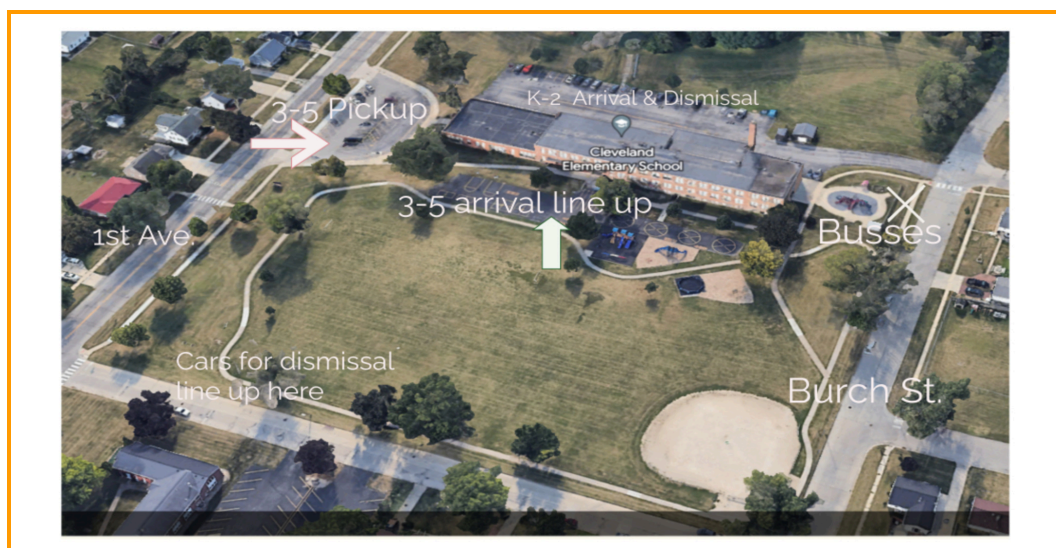 K-2 Arrival & Dismissal
3-5 Pickup
Cleveland
Elementary School
3-5 arrival line up
1st Ave.
Busses
Cars for dismissal
line up here
Burch St.